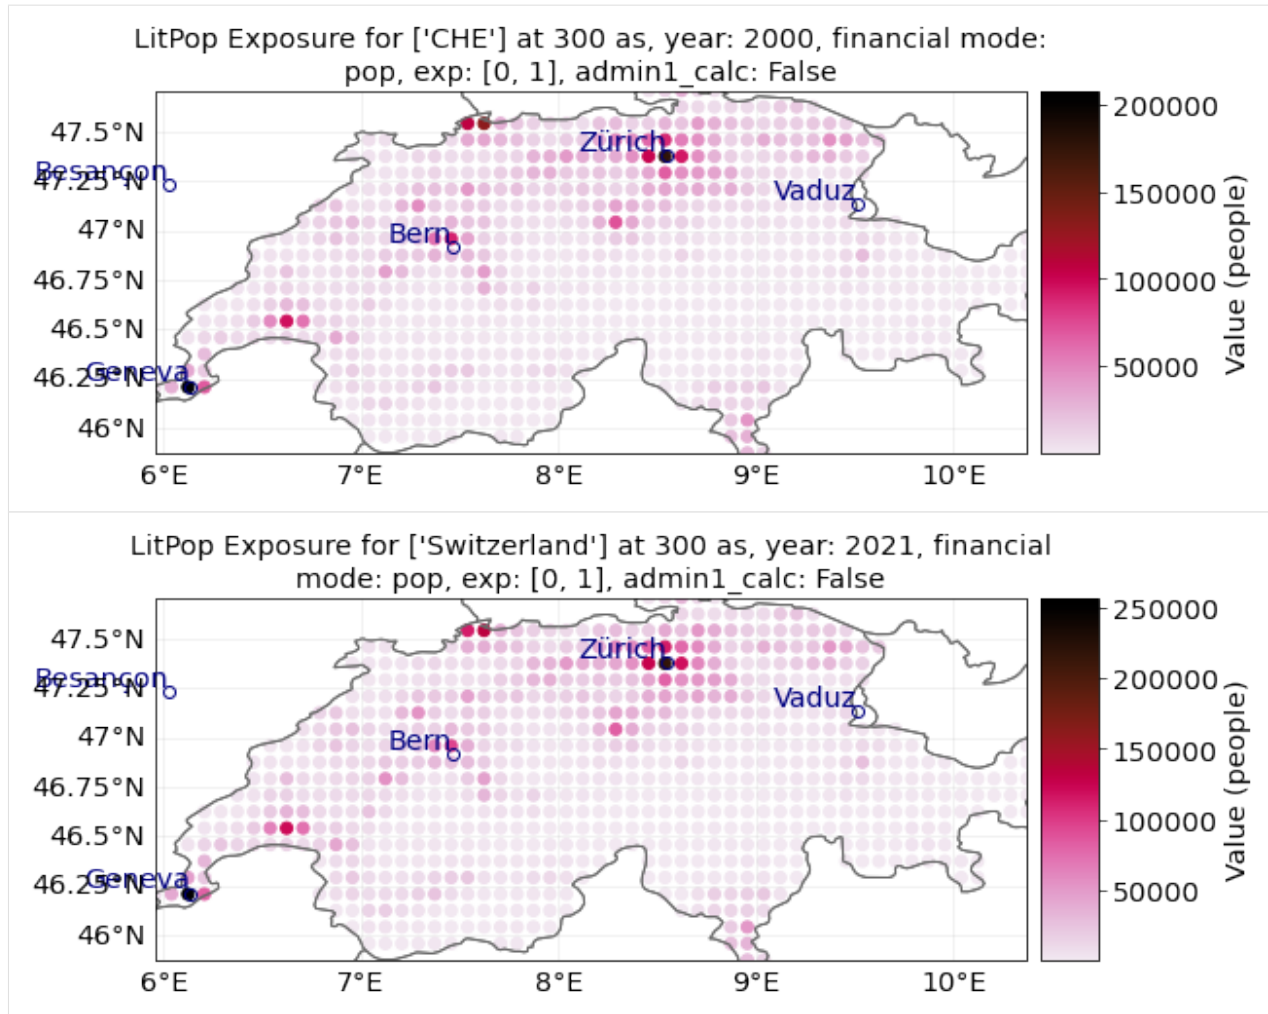 LitPop Exposure for ['CHE'] at 300 as, year: 2000, financial mode:
pop, exp: [0, 1], admin1_calc: False
47.5°N
47.25°N
47°N
46.75°N
46.5°N
46.25°N
46°N
Besançon
Zürich
Vaduz
Bern
Geneva
6°E
7°E
8°E
9°E
10°E
200000
150000
100000
50000
Value (people)
LitPop Exposure for ['Switzerland'] at 300 as, year: 2021, financial
mode: pop, exp: [0, 1], admin1_calc: False
47.5°N
47.25°N
47°N
46.75°N
46.5°N
46.25°N
46°N
Besançon
Zürich
Vaduz
Bern
Geneva
6°E
7°E
8°E
9°E
10°E
250000
200000
150000
100000
50000
Value (people)